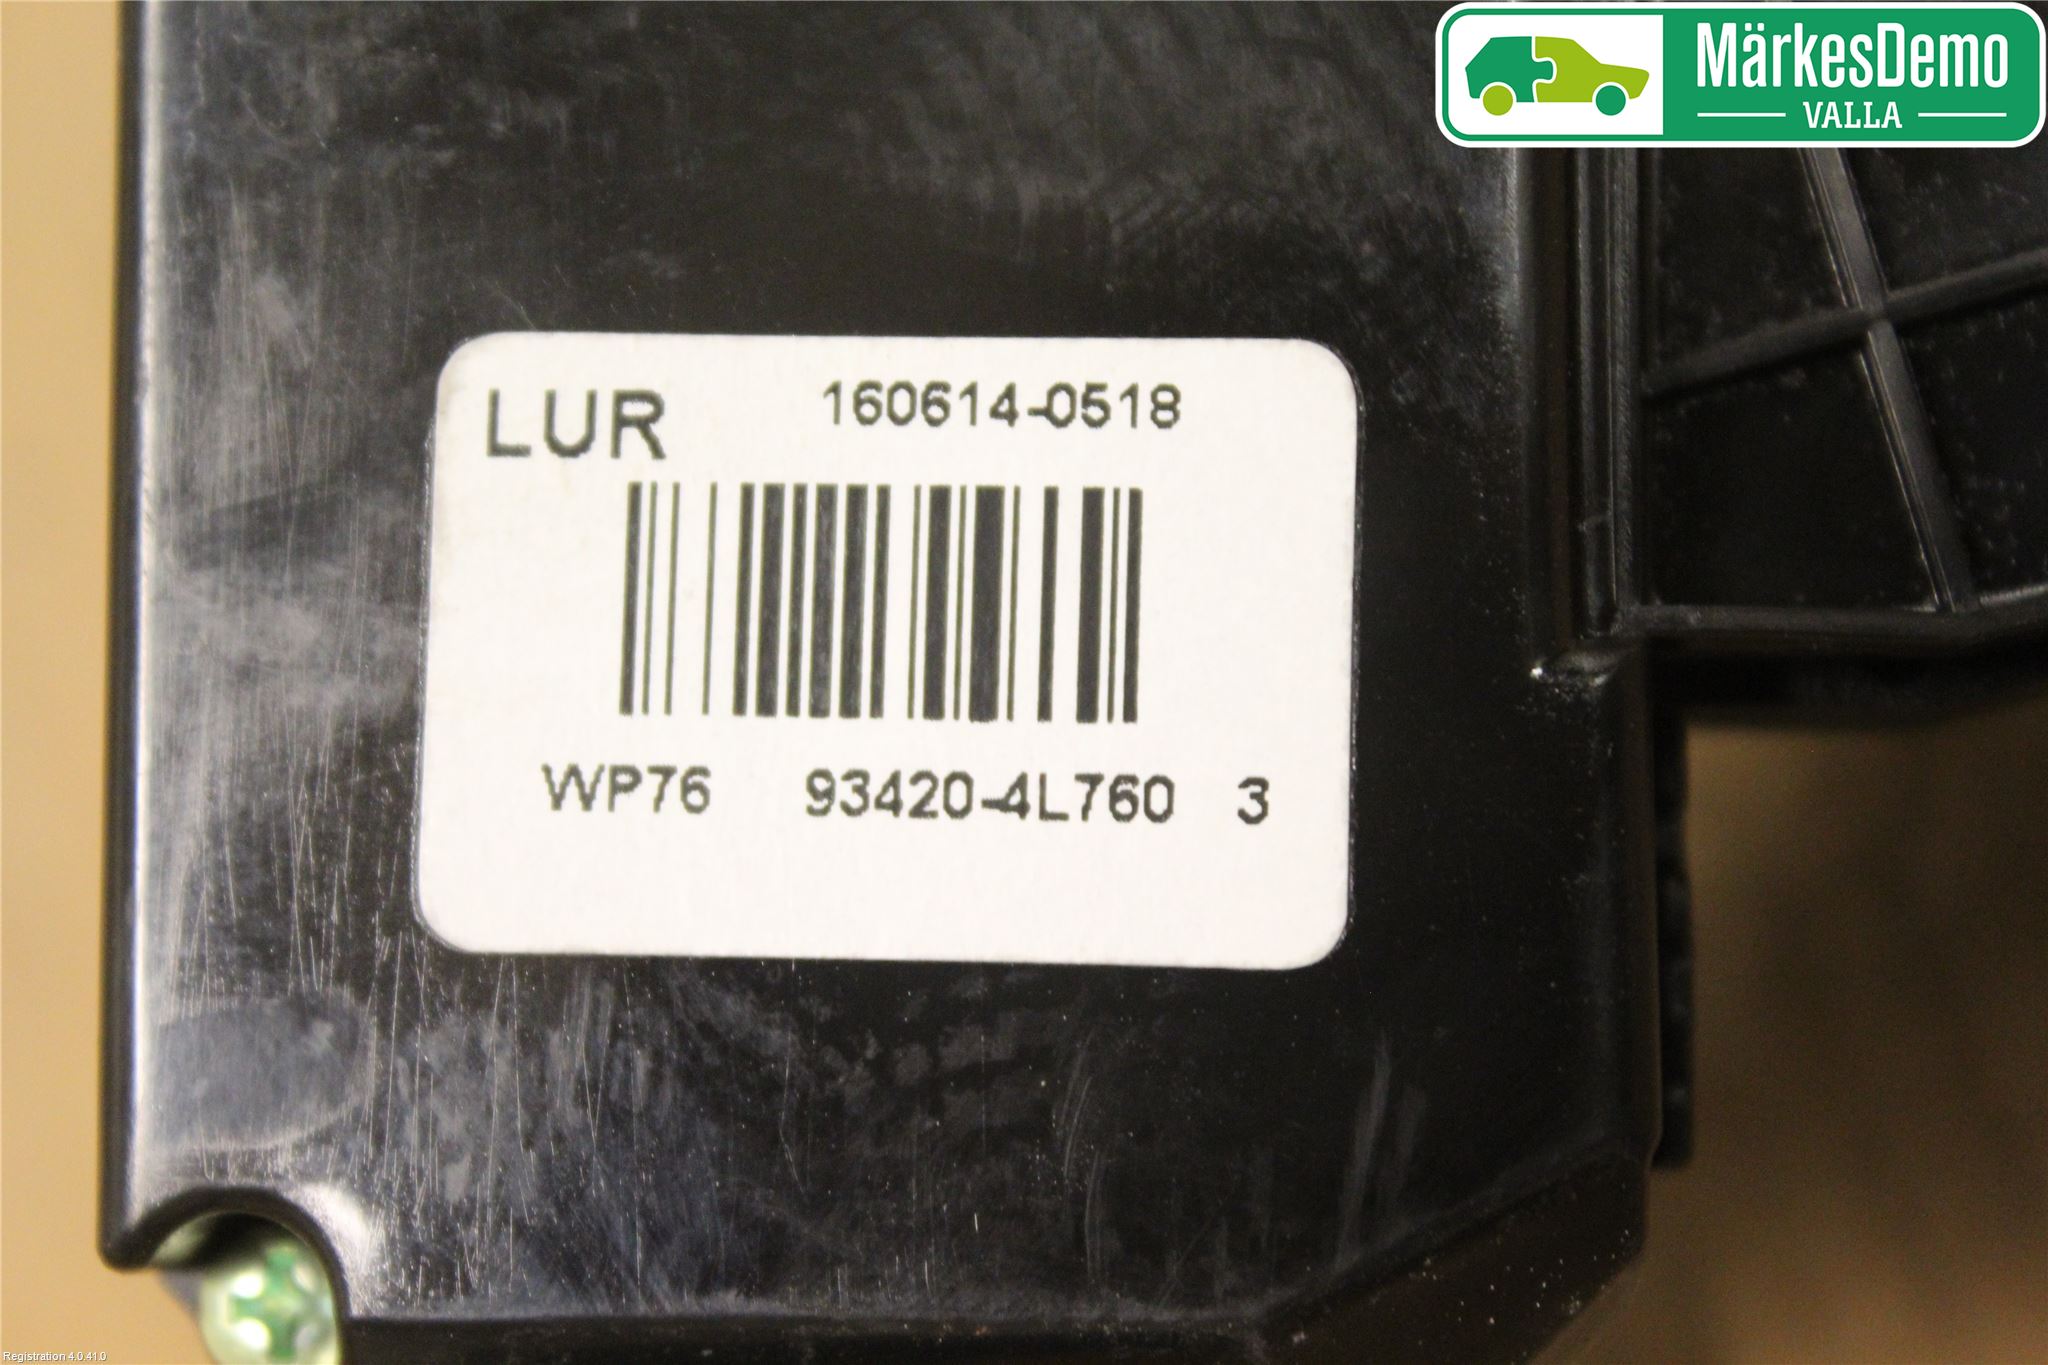 MärkesDemo
VALLA
LUR 160614-0518
WP76 93420-4L760 3
Registration 4.0.41.0